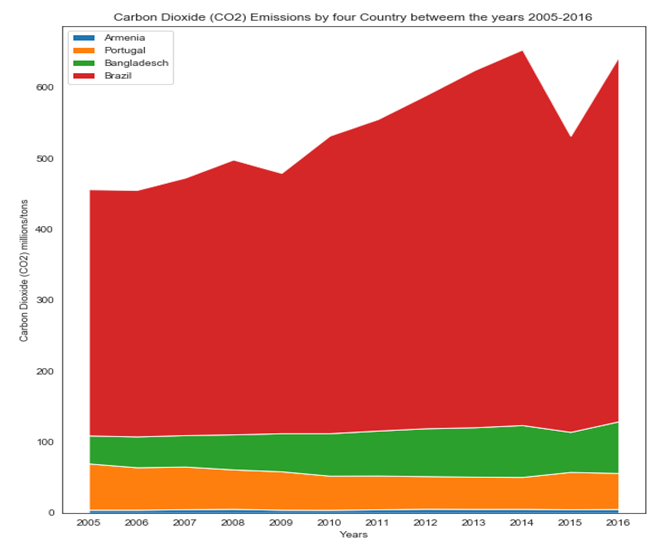 Carbon Dioxide (CO2) Emissions by four Country betweem the years 2005-2016
Armenia
Portugal
Bangladesch
Brazil
600
500
400
300
200
100
0
Carbon Dioxide (CO2) millions/tons
2005 2006 2007 2008 2009 2010 2011 2012 2013 2014 2015 2016
Years